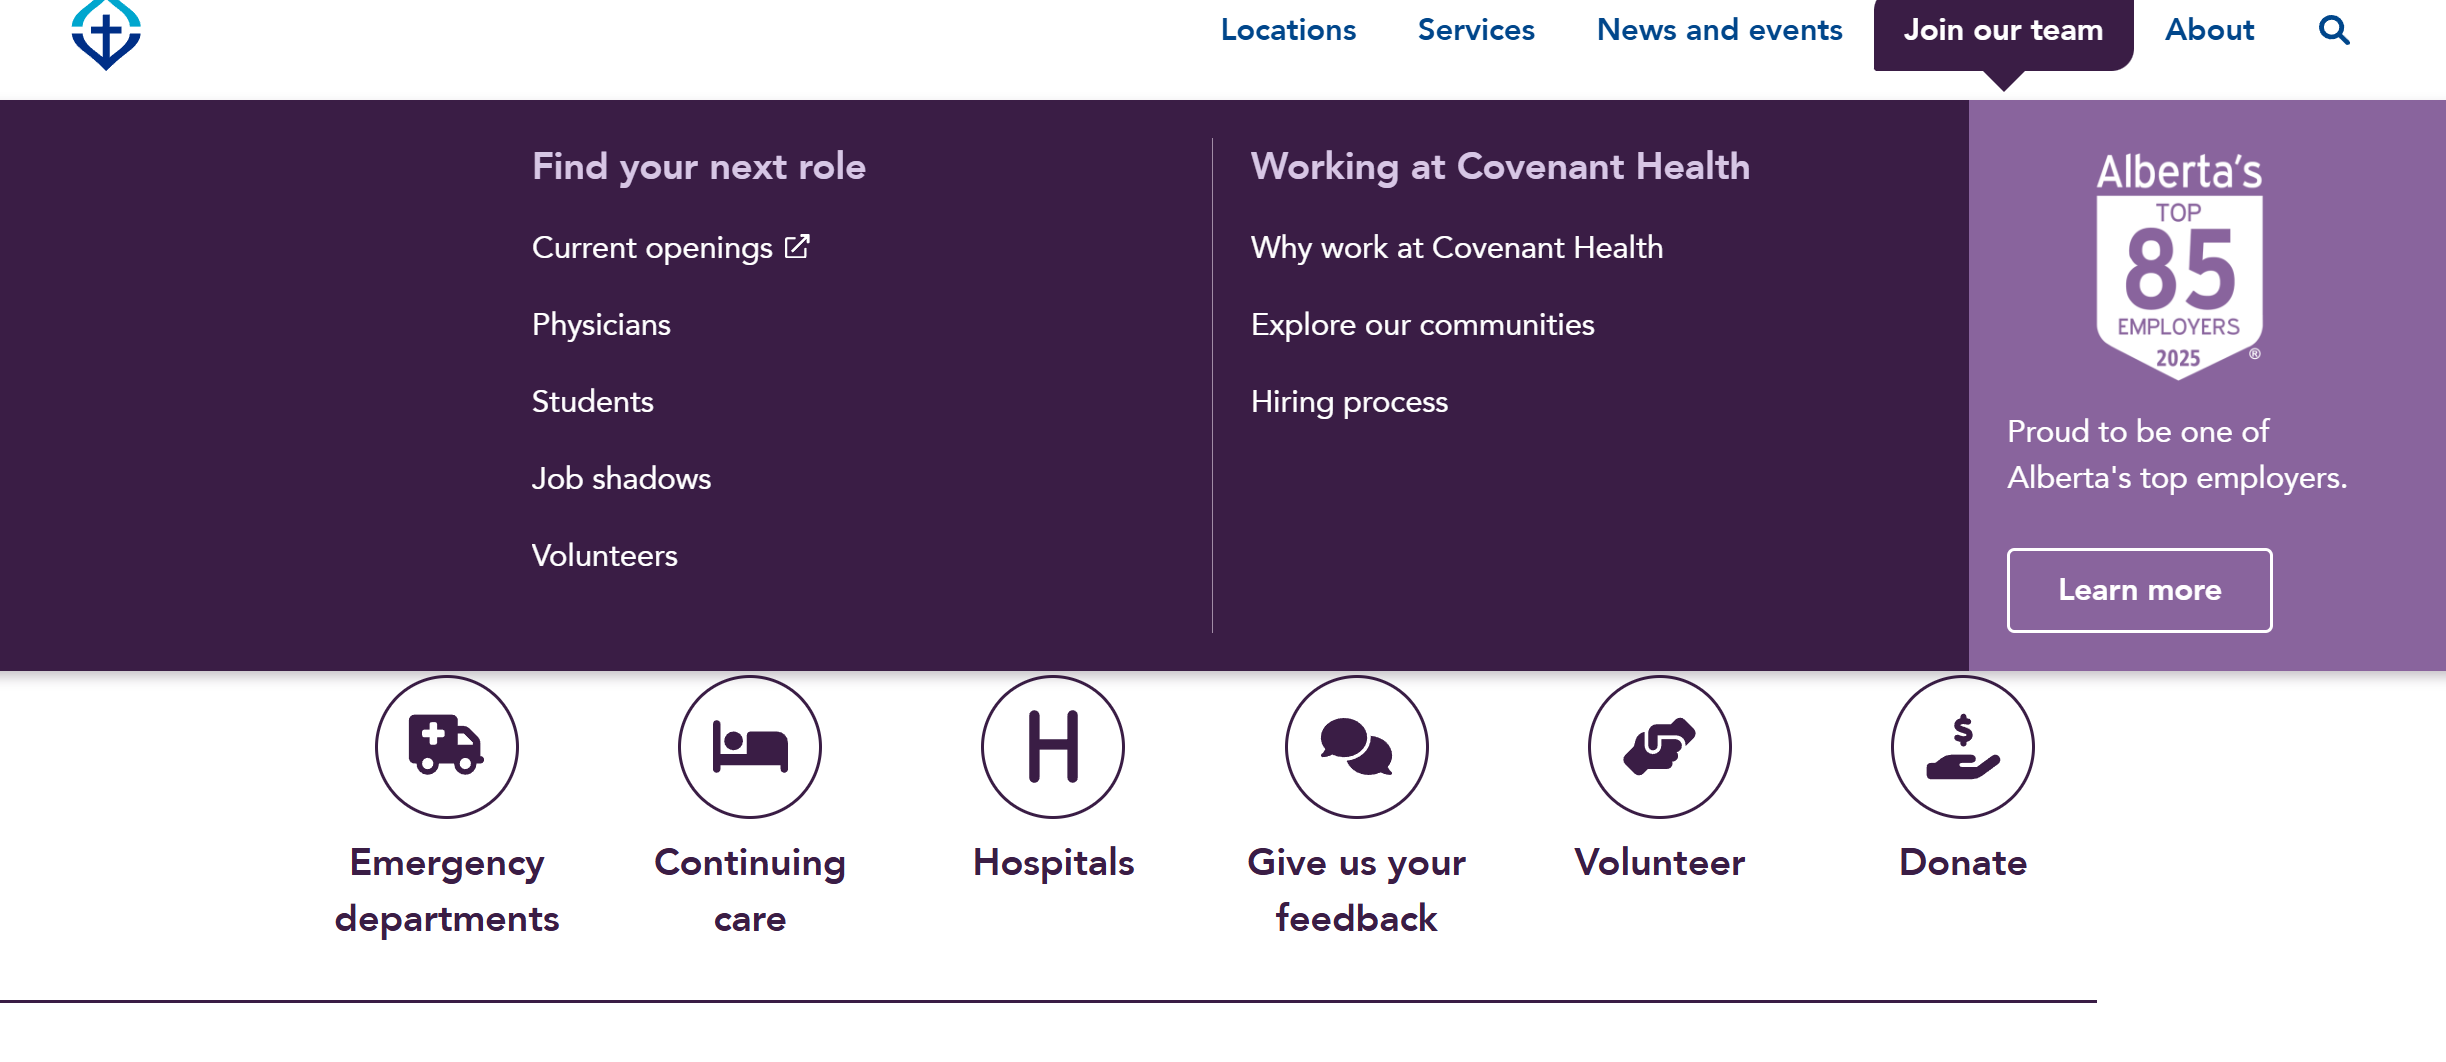 Locations
Services
News and events
Join our team
About
Find your next role
Current openings
Physicians
Students
Job shadows
Volunteers
Working at Covenant Health
Why work at Covenant Health
Explore our communities
Hiring process
Alberta's
TOP
85
EMPLOYERS
2025 ®
Proud to be one of
Alberta's top employers.
Learn more
Emergency
departments
Continuing
care
H
Hospitals
Give us your
feedback
Volunteer
$
Donate